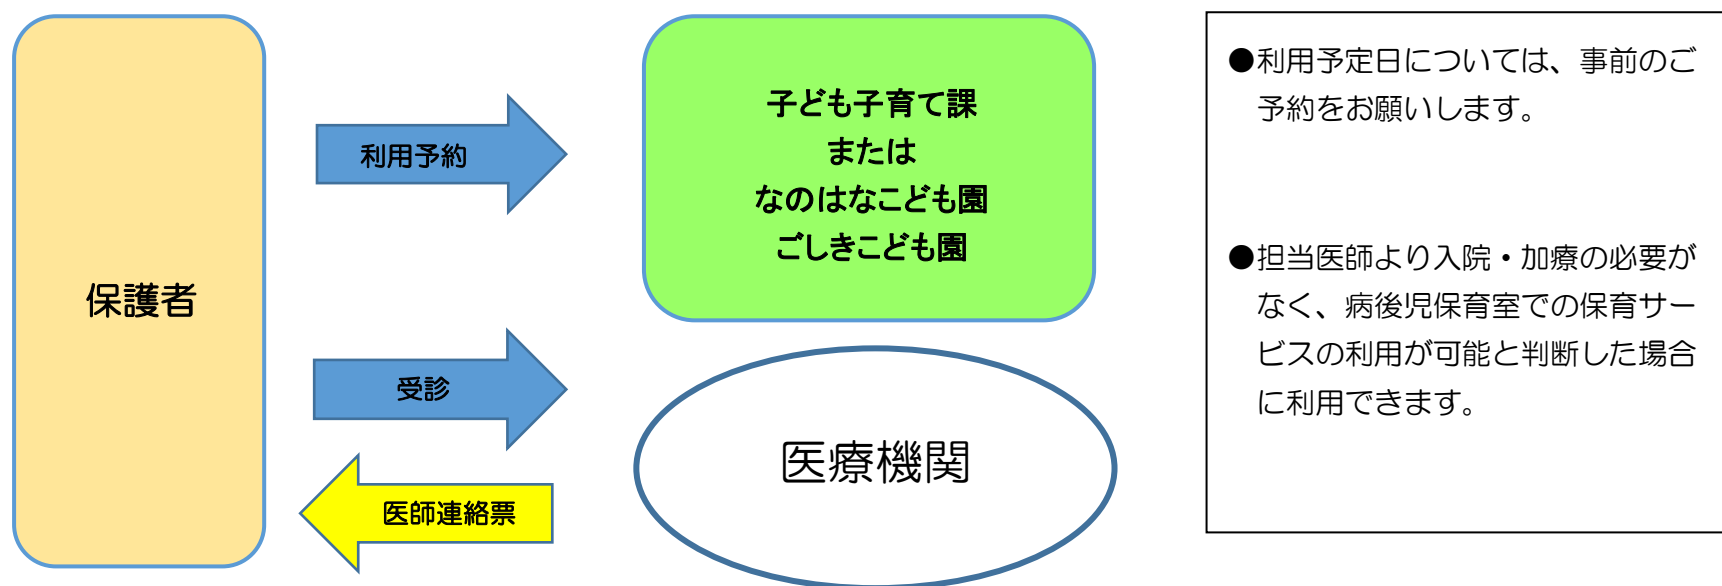 保護者
利用予約
子ども子育て課
または
なのはなこども園
ごしきこども園
受診
医師連絡票
医療機関
●利用予定日については、事前のご
予約をお願いします。
●担当医師より入院・加療の必要が
なく、病後児保育室での保育サー
ビスの利用が可能と判断した場合
に利用できます。